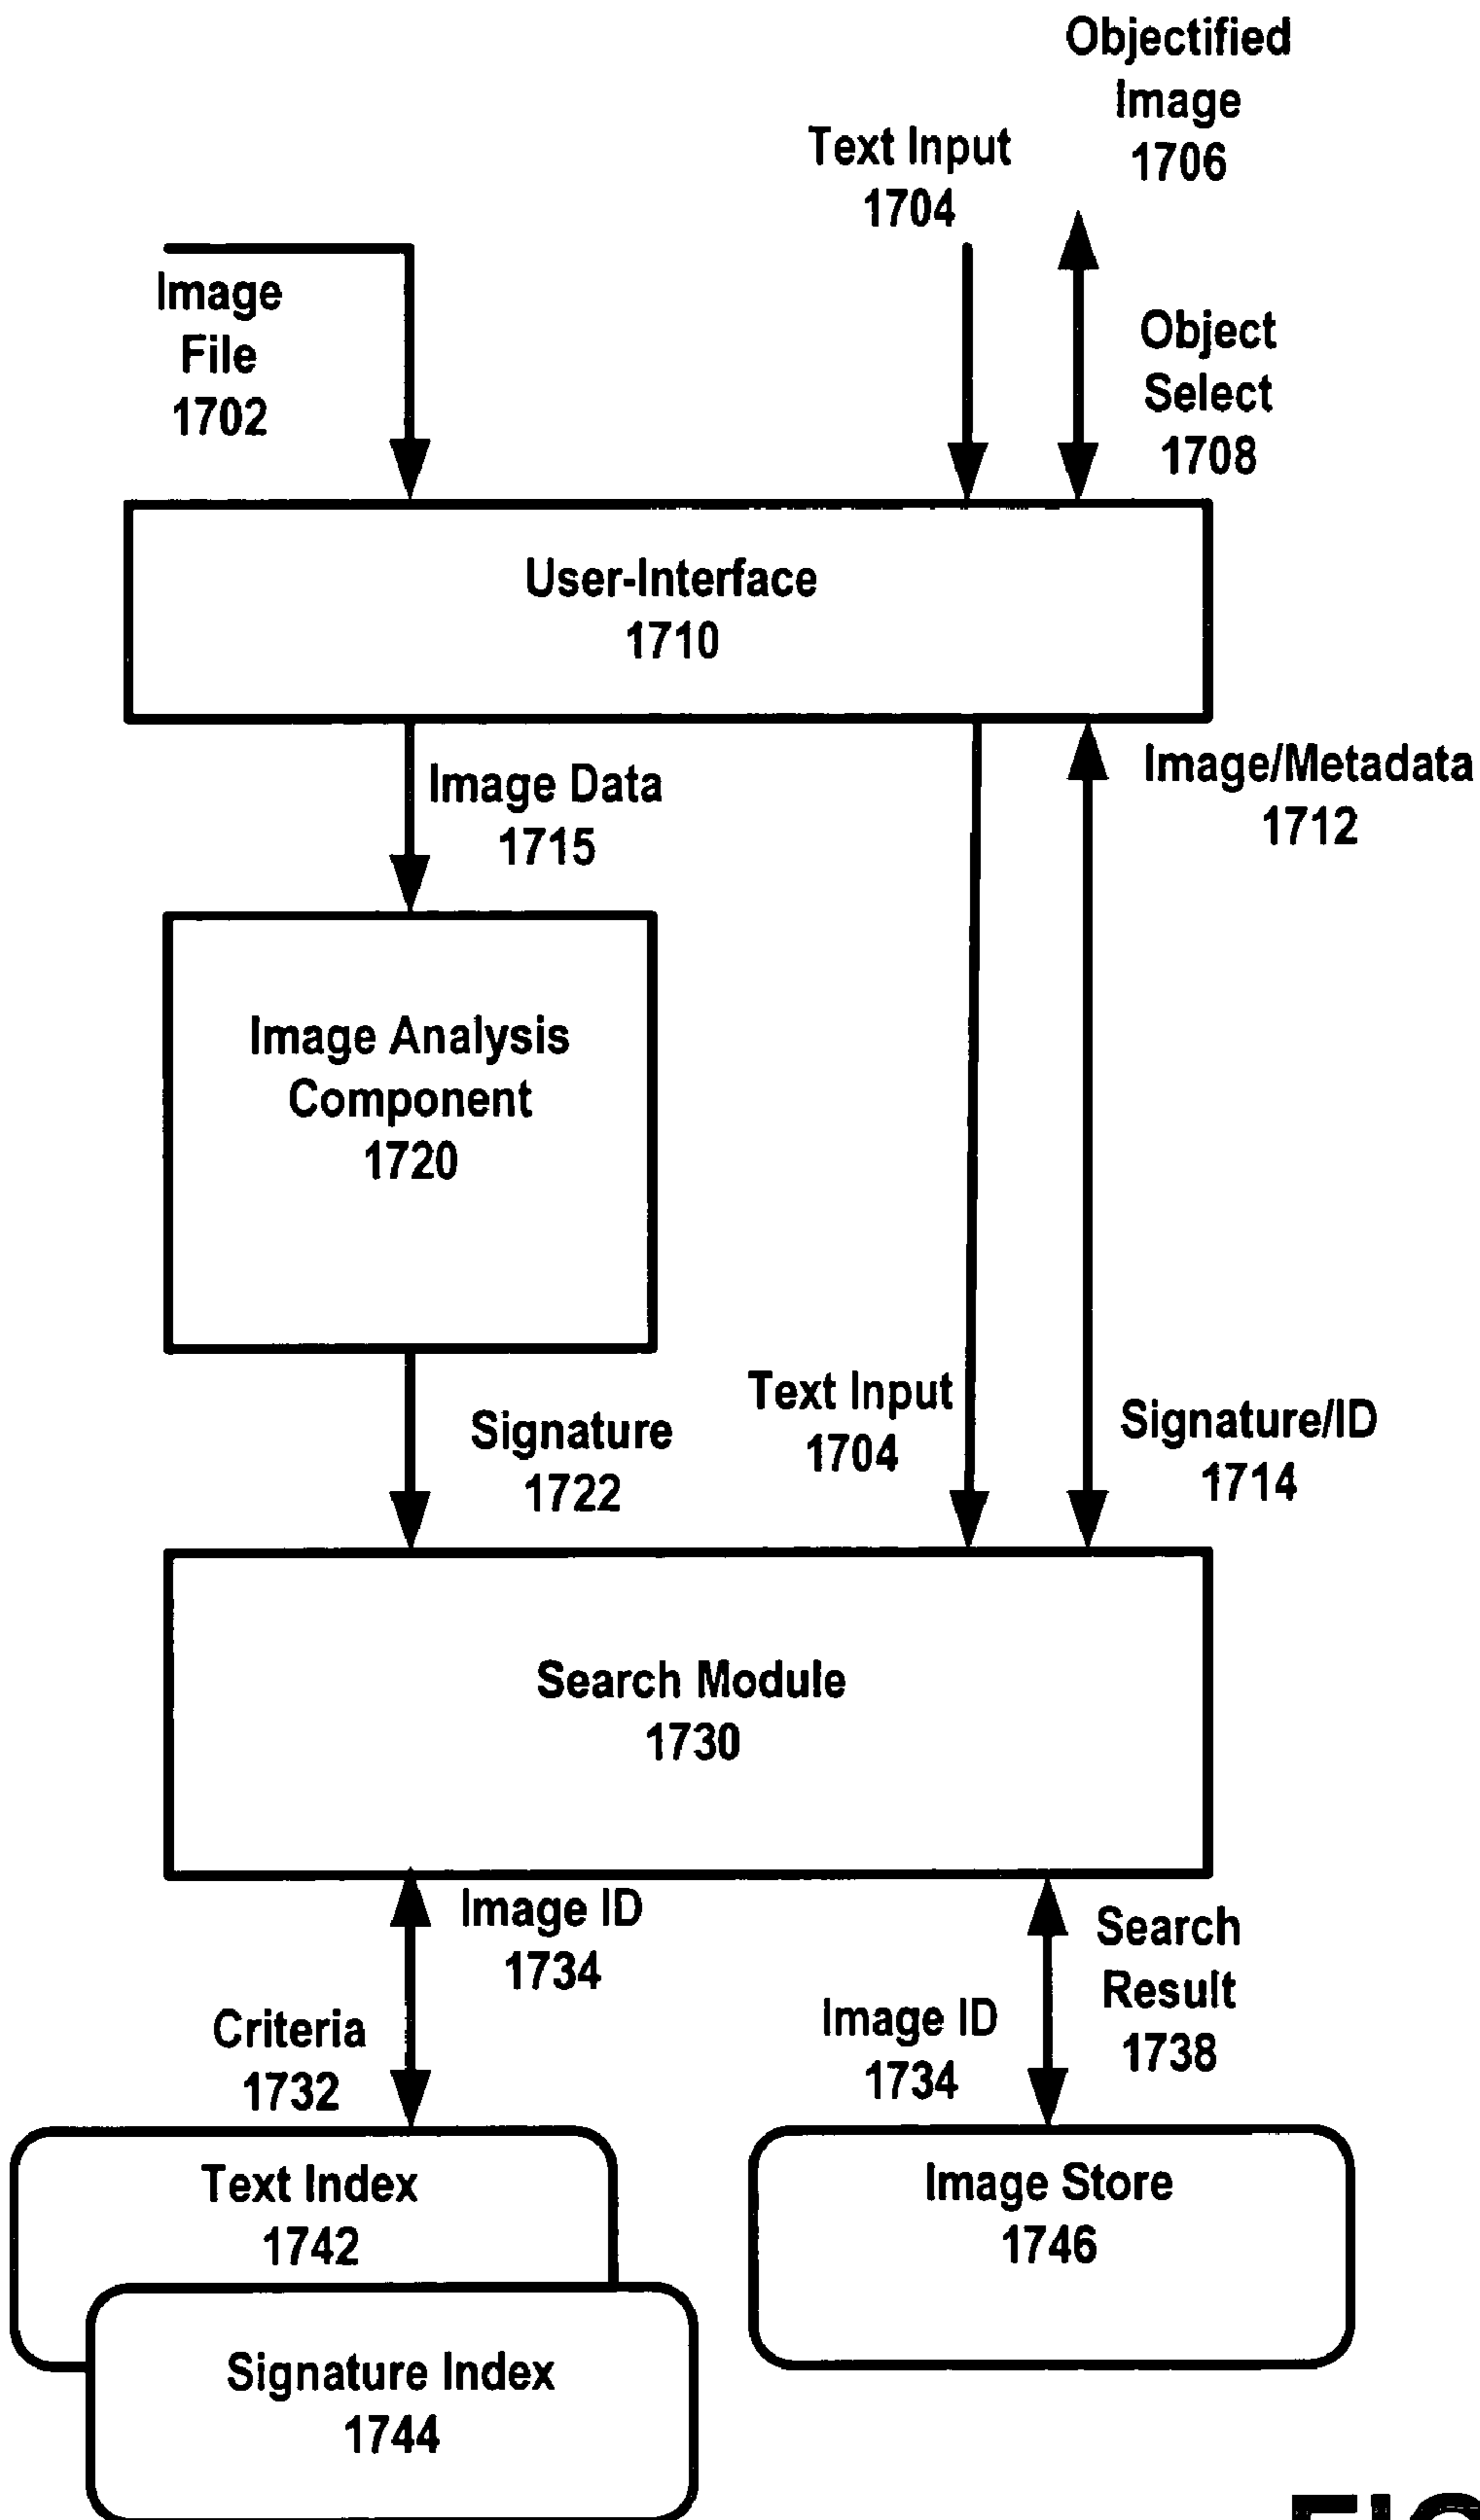 Objectified
Image
1706
Text Input
1704
Image
File
1702
Object
Select
1708
User-Interface
1710
Image Data
1715
Image/Metadata
1712
Image Analysis
Component
1720
Signature
1722
Text Input
1704
Signature/ID
1714
Search Module
1730
Image ID
1734
Criteria
1732
Image ID
1734
Search
Result
1738
Text Index
1742
Image Store
1746
Signature Index
1744